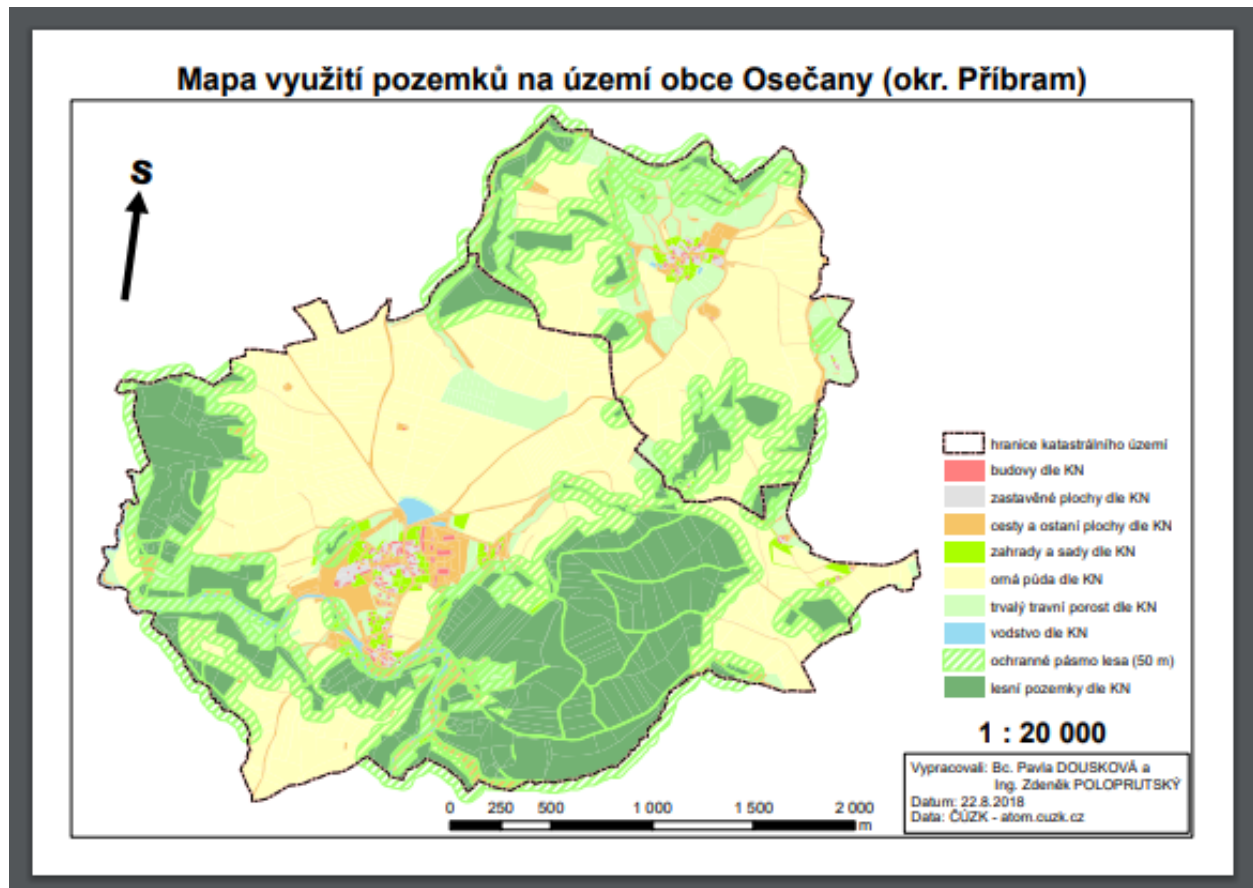 Mapa využití pozemků na území obce Osečany (okr. Příbram)
S
hranice katastrálního území
budovy dle KN
zastavěné plochy dle KN
cesty a ostaní plochy dle KN
zahrady a sady dle KN
orná půda dle KN
trvalý travní porost dle KN
vodstvo dle KN
ochranné pásmo lesa (50 m)
lesní pozemky dle KN
1 : 20 000
Vypracovali: Bc. Pavla DOUSKOVÁ a
Ing. Zdeněk POLOPRUTSKÝ
Datum: 22.8.2018
Data: ČÚZK - atom.cuzk.cz
0 250 500 1 000 1 500 2 000
m